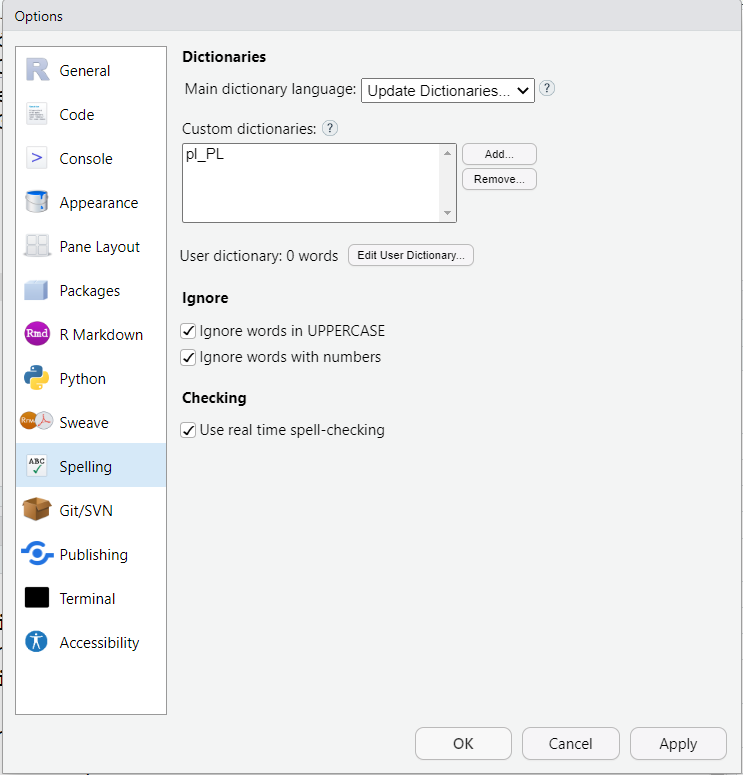 Options
General
Code
Console
Appearance
Pane Layout
Packages
Rmd R Markdown
Python
Sweave
ABC Spelling
Git/SVN
Publishing
Terminal
Accessibility
Dictionaries
Main dictionary language: Update Dictionaries... ?
Custom dictionaries: ?
pl_PL
Add...
Remove...
User dictionary: 0 words Edit User Dictionary...
Ignore
Ignore words in UPPERCASE
Ignore words with numbers
Checking
Use real time spell-checking
OK Cancel Apply